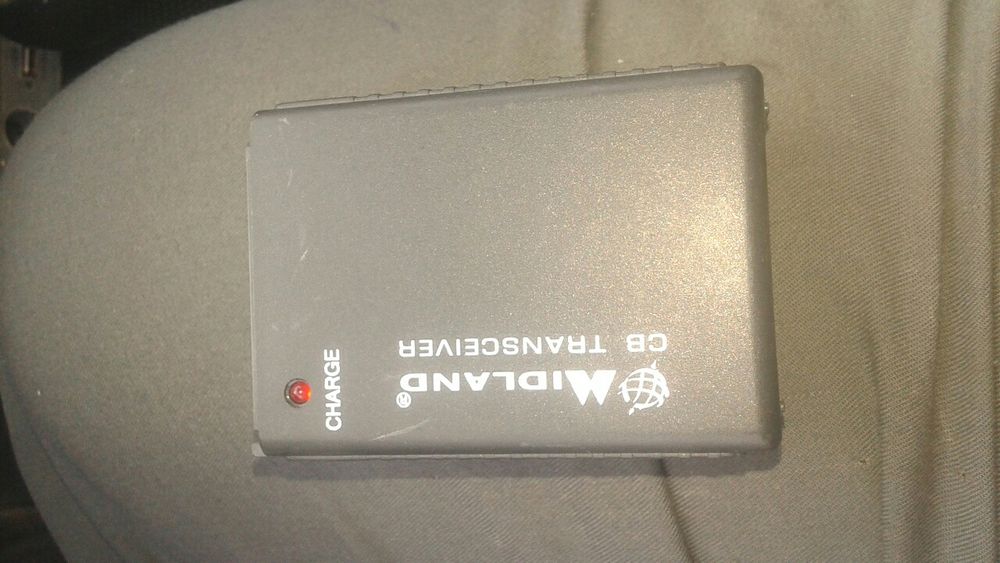 MIDLAND®
CB TRANSCEIVER
CHARGE